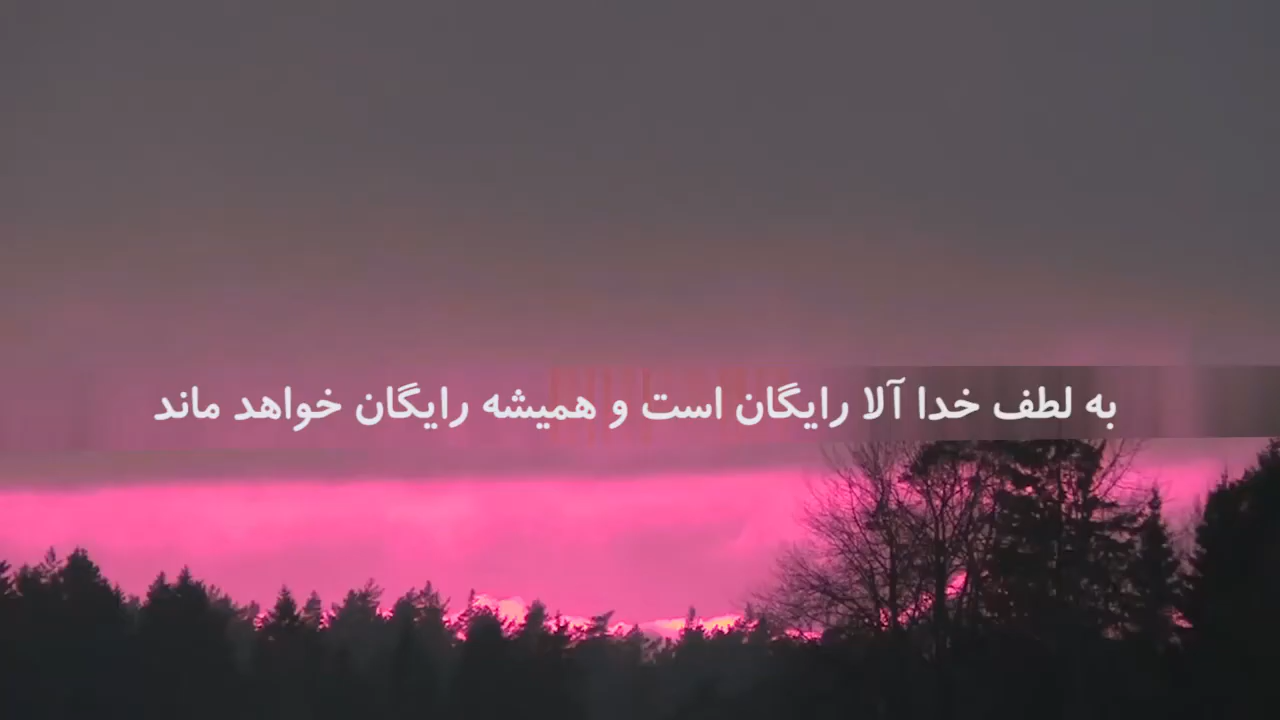 به لطف خدا آلا رایگان است و همیشه رایگان خواهد ماند